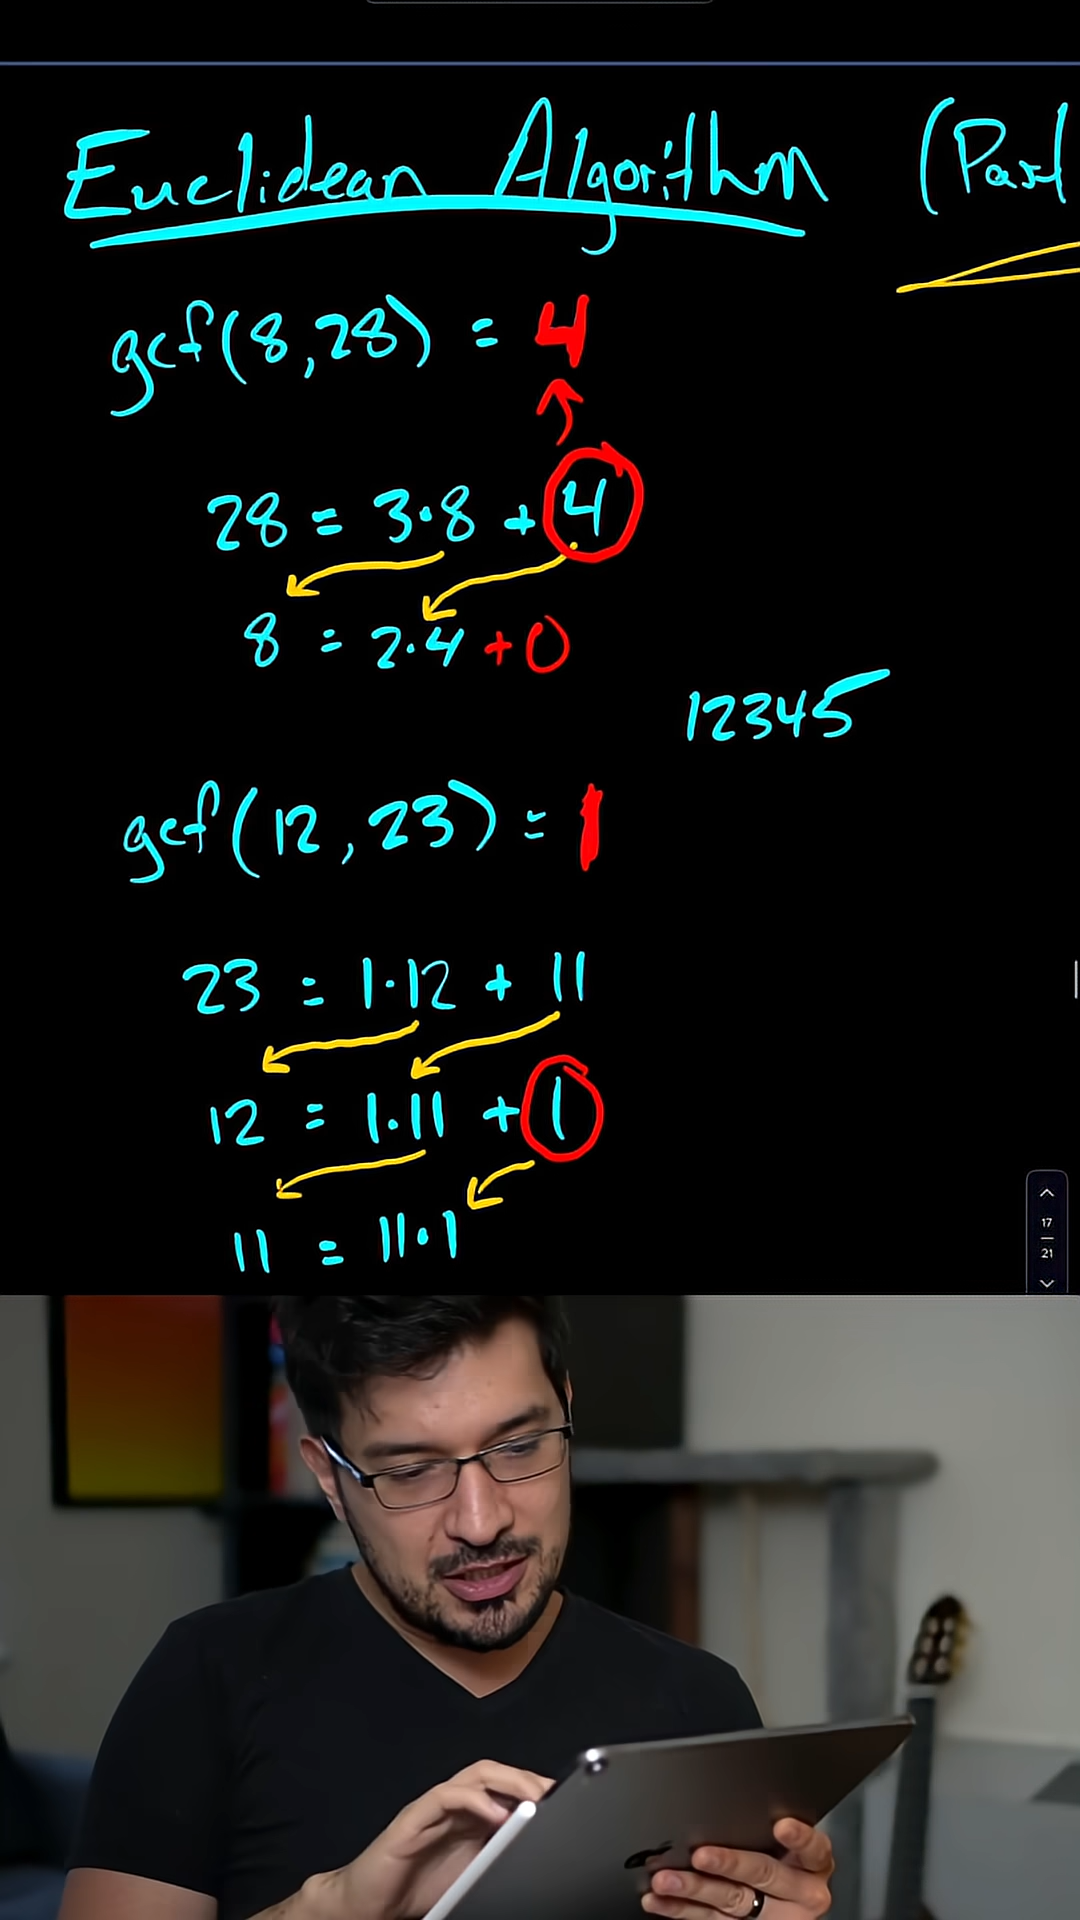 Euclidean Algorithm (Part
gcf(8,28) = 4
28 = 3·8 + 4
8 = 2·4 + 0
12345
gcf(12,23) = 1
23 = 1·12 + 11
12 = 1·11 + 1
11 = 11·1
17
21